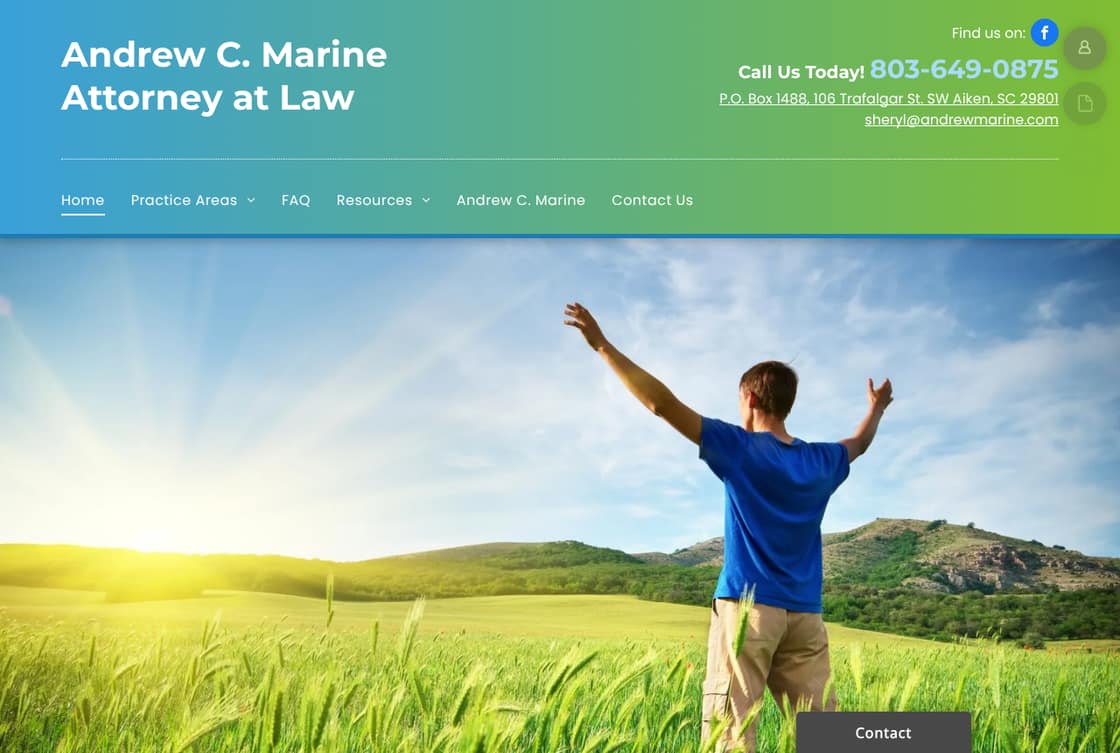 Andrew C. Marine
Attorney at Law
Find us on:
Call Us Today! 803-649-0875
P.O. Box 1488, 106 Trafalgar St. SW Aiken, SC 29801
sheryl@andrewmarine.com
Home Practice Areas FAQ Resources Andrew C. Marine Contact Us
Contact